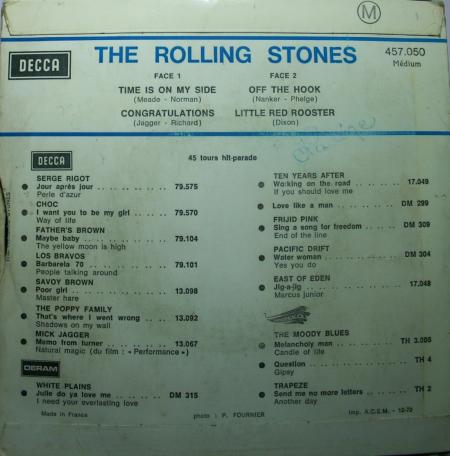 M
DECCA
THE ROLLING STONES
457.050
Médium
FACE 1
TIME IS ON MY SIDE
(Meade - Norman)
CONGRATULATIONS
(Jagger - Richard)
FACE 2
OFF THE HOOK
(Nanker - Phelge)
LITTLE RED ROOSTER
(Dixon)
DECCA
45 tours hit-parade
SERGE RIGOT
Jour après jour 79.575
Perle d'azur
CHOC
I want you to be my girl 79.570
Way of life
FATHER'S BROWN
Maybe baby 79.104
The yellow moon is high
LOS BRAVOS
Barbarela 70 79.101
People talking around
SAVOY BROWN
Poor girl 13.098
Master hare
THE POPPY FAMILY
That's where I went wrong 13.092
Shadows on my wall
MICK JAGGER
Memo from turner 13.067
Natural magic (du film : « Performance »)
DERAM
WHITE PLAINS
Julie do ya love me DM 315
I need your everlasting love
TEN YEARS AFTER
Working on the road 17.049
If you should love me
Love like a man DM 299
FRIJID PINK
Sing a song for freedom DM 309
End of the line
PACIFIC DRIFT
Water woman DM 304
Yes you do
EAST OF EDEN
Jig-a-jig 17.048
Marcus junior
THE MOODY BLUES
Melancholy man TH 3.005
Candle of life
Question TH 4
Gipsy
TRAPEZE
Send me no more letters TH 2
Another day
Made in France
photo : P. FOURNIER
Imp. A.C.E.M. - 12-70